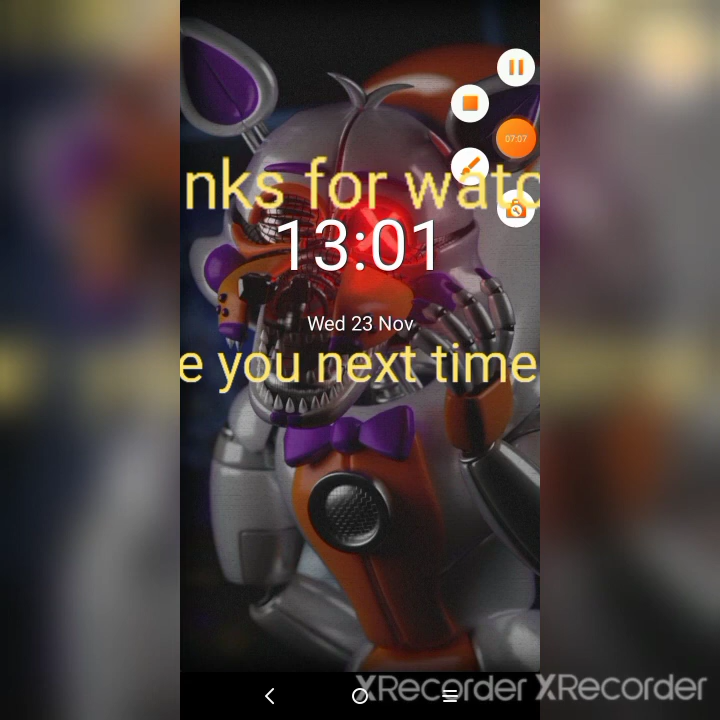 07:07
nks for watc
13:01
Wed 23 Nov
e you next time
XRecorder XRecorder